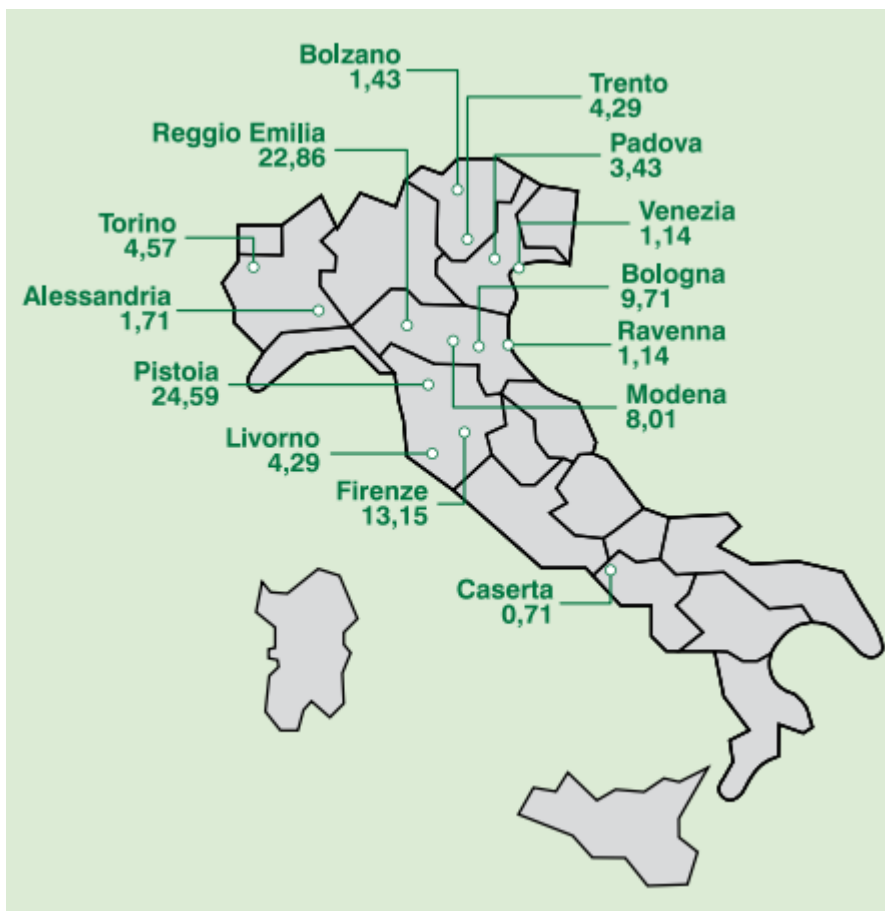 Bolzano
1,43
Trento
4,29
Reggio Emilia
22,86
Padova
3,43
Venezia
1,14
Torino
4,57
Bologna
9,71
Alessandria
1,71
Ravenna
1,14
Pistoia
24,59
Modena
8,01
Livorno
4,29
Firenze
13,15
Caserta
0,71